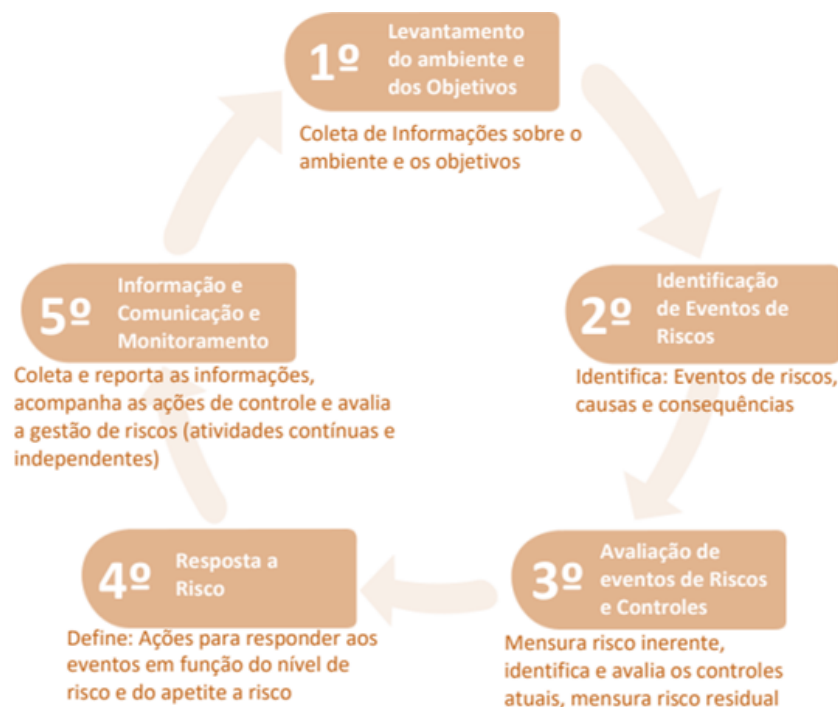 1º
Levantamento
do ambiente e
dos Objetivos
Coleta de Informações sobre o
ambiente e os objetivos
2º
Identificação
de Eventos de
Riscos
Identifica: Eventos de riscos,
causas e consequências
3º
Avaliação de
eventos de Riscos
e Controles
Mensura risco inerente,
identifica e avalia os controles
atuais, mensura risco residual
4º
Resposta a
Risco
Define: Ações para responder aos
eventos em função do nível de
risco e do apetite a risco
5º
Informação e
Comunicação e
Monitoramento
Coleta e reporta as informações,
acompanha as ações de controle e avalia
a gestão de riscos (atividades contínuas e
independentes)